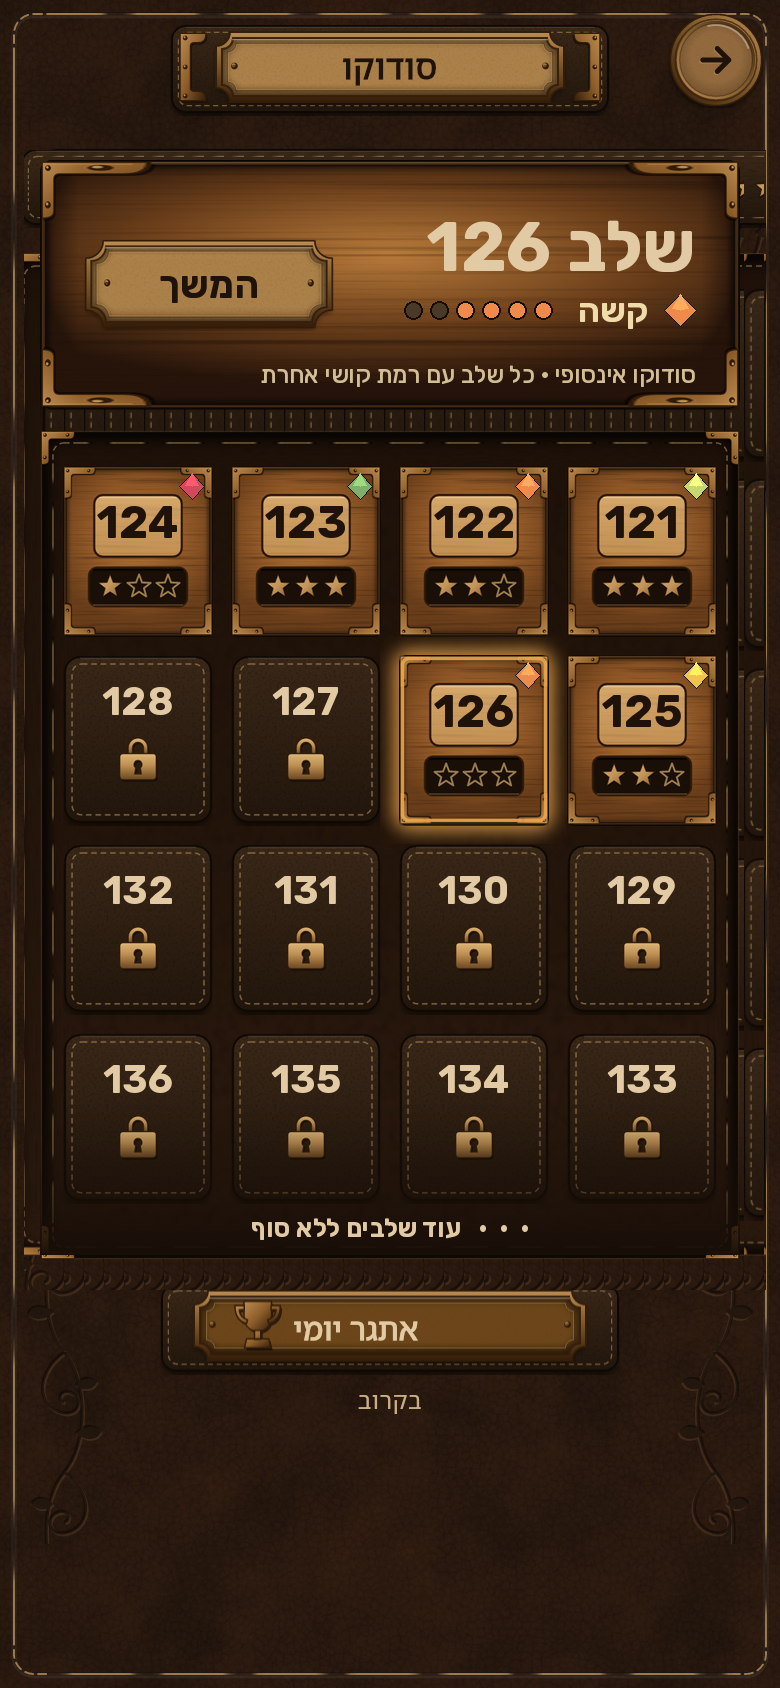 סודוקו
שלב 126
קשה
המשך
סודוקו אינסופי • כל שלב עם רמת קושי אחרת
121 122 123 124
125 126 127 128
129 130 131 132
133 134 135 136
• • • עוד שלבים ללא סוף
אתגר יומי
בקרוב